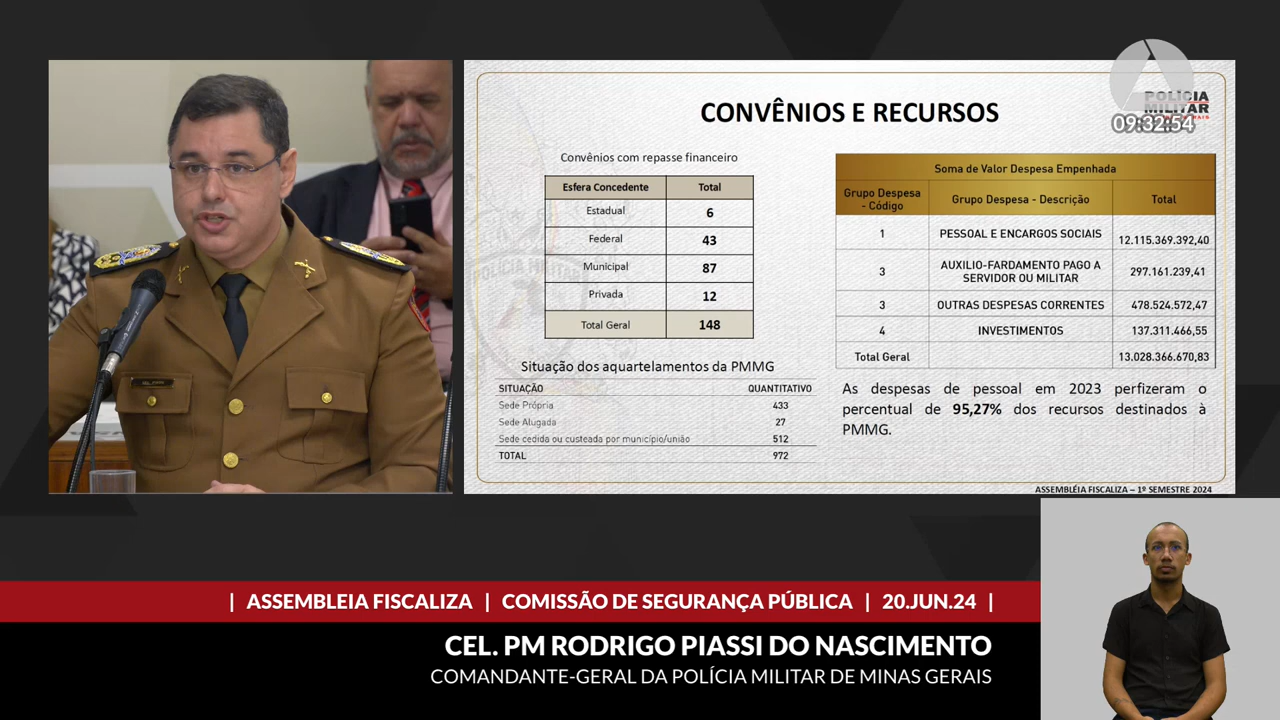 CONVÊNIOS E RECURSOS
POLÍCIA
MILITAR
09:32:54
Convênios com repasse financeiro
Esfera Concedente Total
Estadual 6
Federal 43
Municipal 87
Privada 12
Total Geral 148
Situação dos aquartelamentos da PMMG
SITUAÇÃO QUANTITATIVO
Sede Própria 433
Sede Alugada 27
Sede cedida ou custeada por município/união 512
TOTAL 972
Soma de Valor Despesa Empenhada
Grupo Despesa
- Código
Grupo Despesa - Descrição
Total
1 PESSOAL E ENCARGOS SOCIAIS 12.115.369.392,40
3 AUXILIO-FARDAMENTO PAGO A
SERVIDOR OU MILITAR 297.161.239,41
3 OUTRAS DESPESAS CORRENTES 478.524.572,47
4 INVESTIMENTOS 137.311.466,55
Total Geral 13.028.366.670,83
As despesas de pessoal em 2023 perfizeram o
percentual de 95,27% dos recursos destinados à
PMMG.
ASSEMBLÉIA FISCALIZA – 1º SEMESTRE 2024
| ASSEMBLEIA FISCALIZA | COMISSÃO DE SEGURANÇA PÚBLICA | 20.JUN.24 |
CEL. PM RODRIGO PIASSI DO NASCIMENTO
COMANDANTE-GERAL DA POLÍCIA MILITAR DE MINAS GERAIS